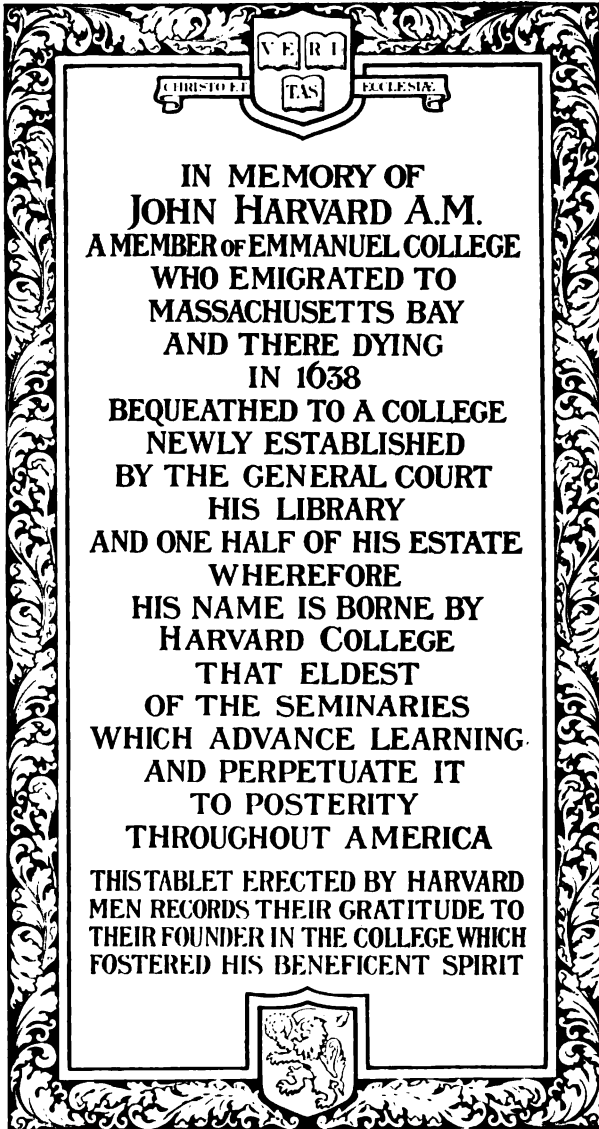 VERI
TAS
CHRISTO ET ECCLESIÆ
IN MEMORY OF
JOHN HARVARD A.M.
A MEMBER OF EMMANUEL COLLEGE
WHO EMIGRATED TO
MASSACHUSETTS BAY
AND THERE DYING
IN 1638
BEQUEATHED TO A COLLEGE
NEWLY ESTABLISHED
BY THE GENERAL COURT
HIS LIBRARY
AND ONE HALF OF HIS ESTATE
WHEREFORE
HIS NAME IS BORNE BY
HARVARD COLLEGE
THAT ELDEST
OF THE SEMINARIES
WHICH ADVANCE LEARNING
AND PERPETUATE IT
TO POSTERITY
THROUGHOUT AMERICA
THIS TABLET ERECTED BY HARVARD
MEN RECORDS THEIR GRATITUDE TO
THEIR FOUNDER IN THE COLLEGE WHICH
FOSTERED HIS BENEFICENT SPIRIT